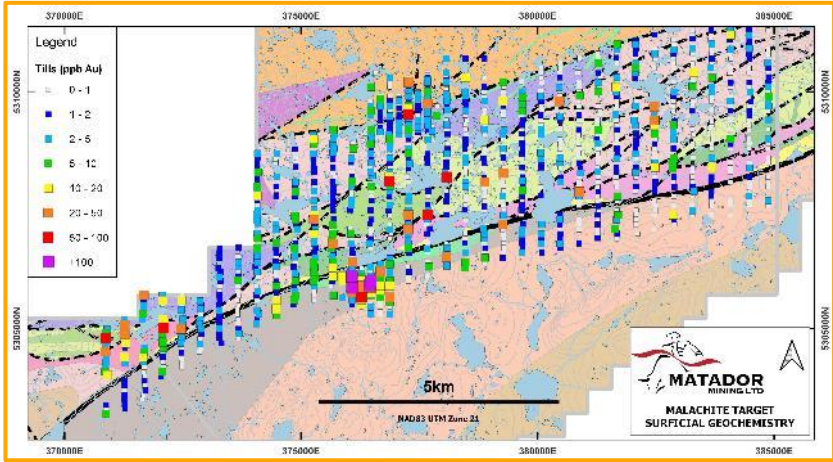 370000E 375000E 380000E 385000E
Legend
Tills (ppb Au)
0 - 1
1 - 2
2 - 5
5 - 10
10 - 20
20 - 50
50 - 100
+100
5310000N
5305000N
5310000N
5305000N
5km
NAD83 UTM Zone 21
MATADOR
MINING LTD
MALACHITE TARGET
SURFICIAL GEOCHEMISTRY
370000E 375000E 380000E 385000E